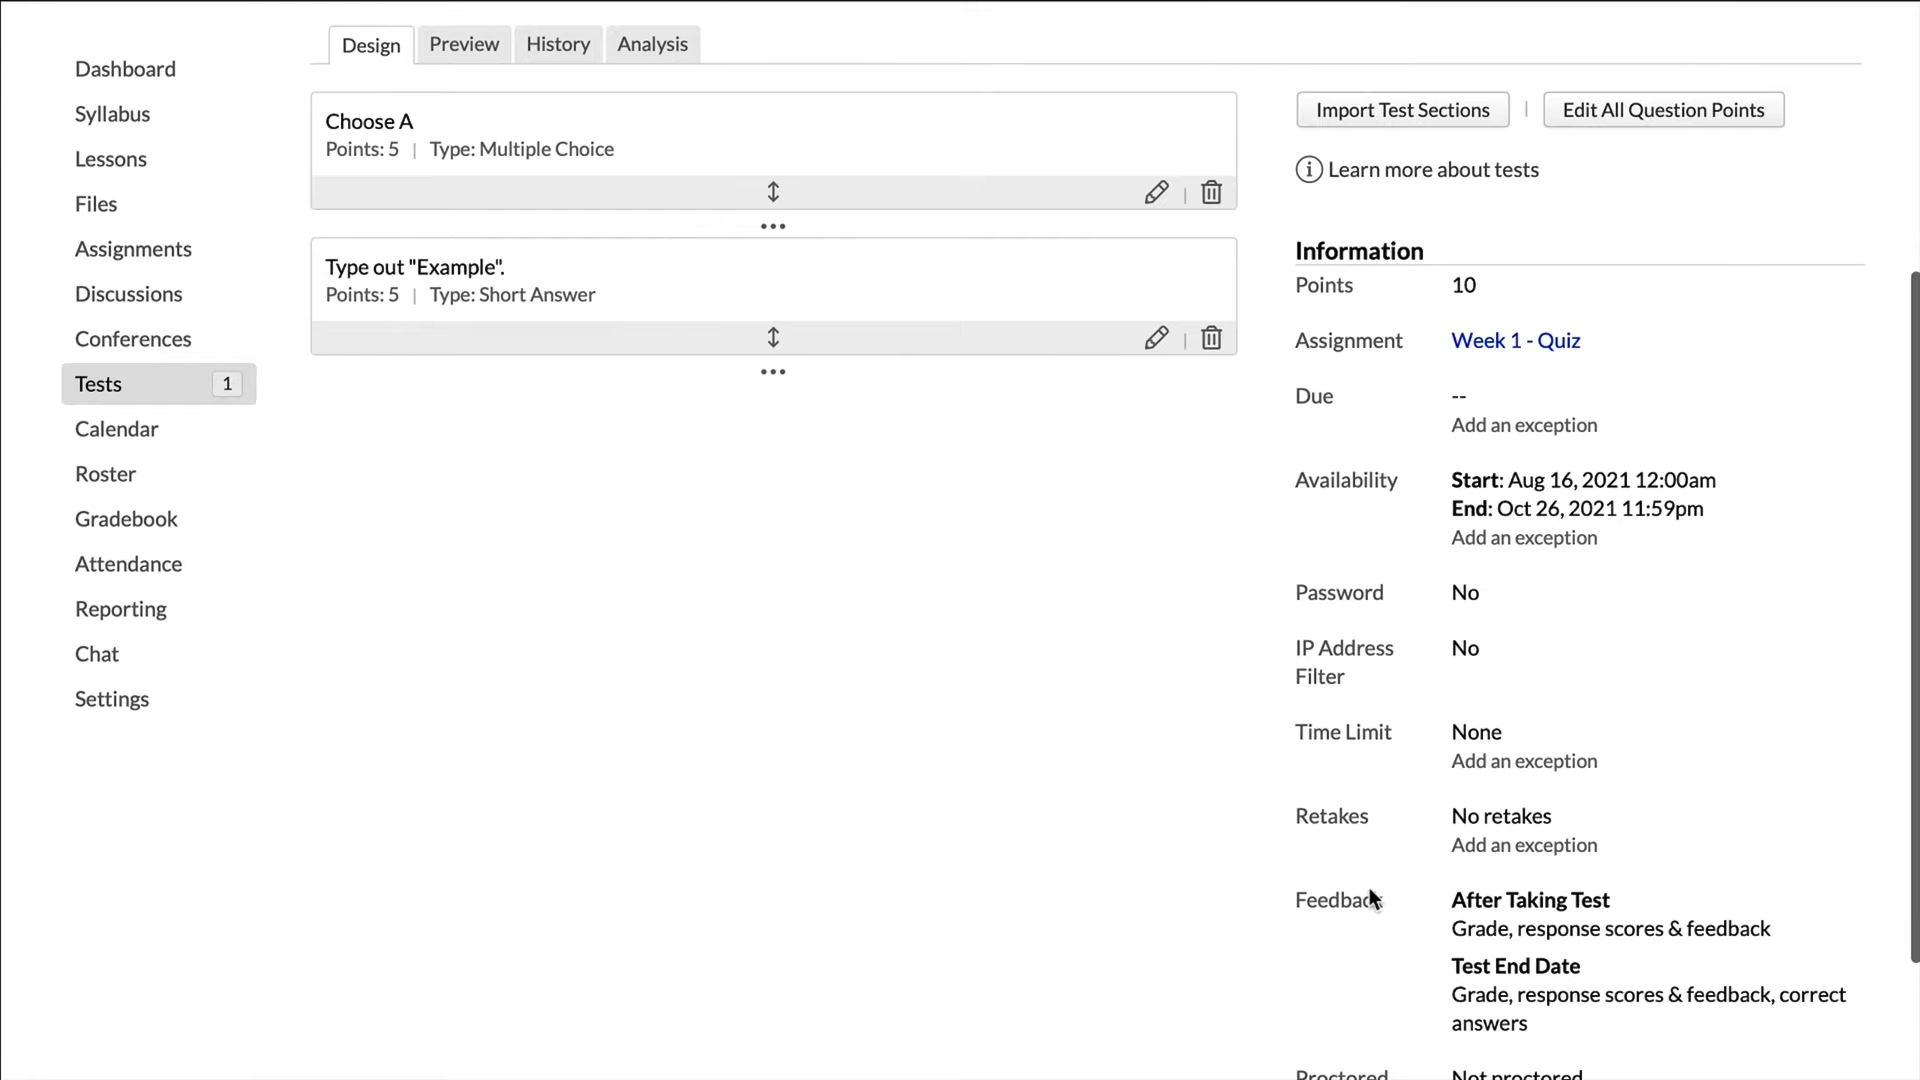 Design
Preview
History
Analysis
Dashboard
Syllabus
Lessons
Files
Assignments
Discussions
Conferences
Tests 1
Calendar
Roster
Gradebook
Attendance
Reporting
Chat
Settings
Choose A
Points: 5 | Type: Multiple Choice
Type out "Example".
Points: 5 | Type: Short Answer
Import Test Sections | Edit All Question Points
Learn more about tests
Information
Points 10
Assignment Week 1 - Quiz
Due --
Add an exception
Availability Start: Aug 16, 2021 12:00am
End: Oct 26, 2021 11:59pm
Add an exception
Password No
IP Address No
Filter
Time Limit None
Add an exception
Retakes No retakes
Add an exception
Feedback After Taking Test
Grade, response scores & feedback
Test End Date
Grade, response scores & feedback, correct
answers
Proctored Not proctored